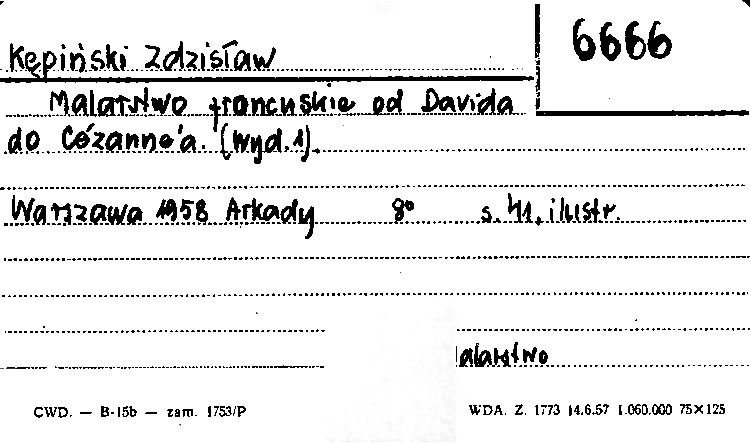 6666
Kępiński Zdzisław
Malarstwo francuskie od Davida
do Cézanne'a. (Wyd.1).
Warszawa 1958 Arkady 8° s. 41, ilustr.
alarstwo
CWD. — B-15b — zam. 1753/P
WDA. Z. 1773 14.6.57 1.060.000 75×125